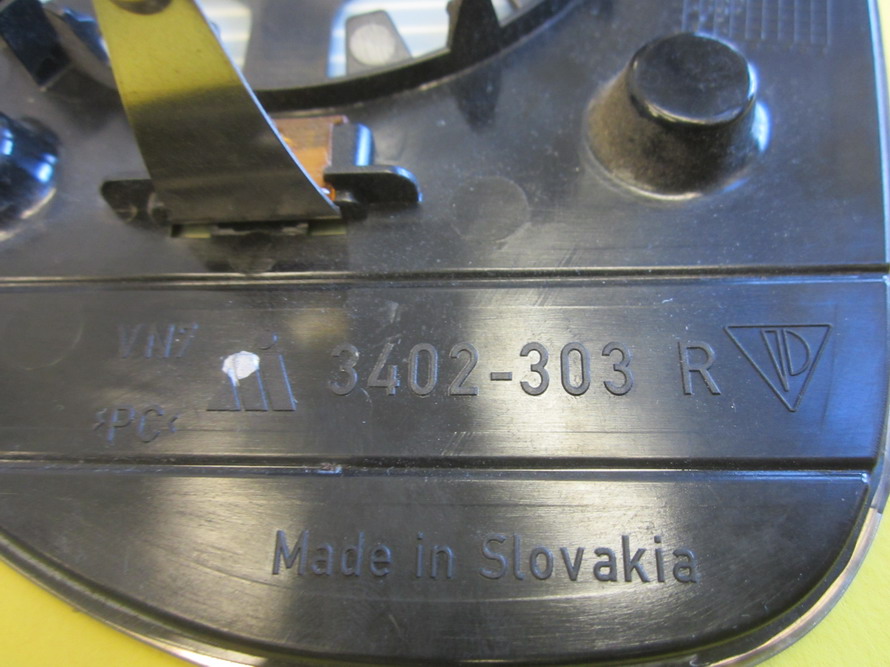 VN7
3402-303 R
>PC<
Made in Slovakia